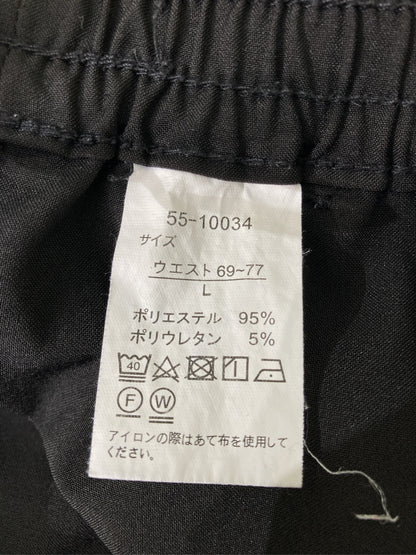 55-10034
サイズ
ウエスト 69~77
L
ポリエステル 95%
ポリウレタン 5%
40
F W
アイロンの際はあて布を使用して
ください。